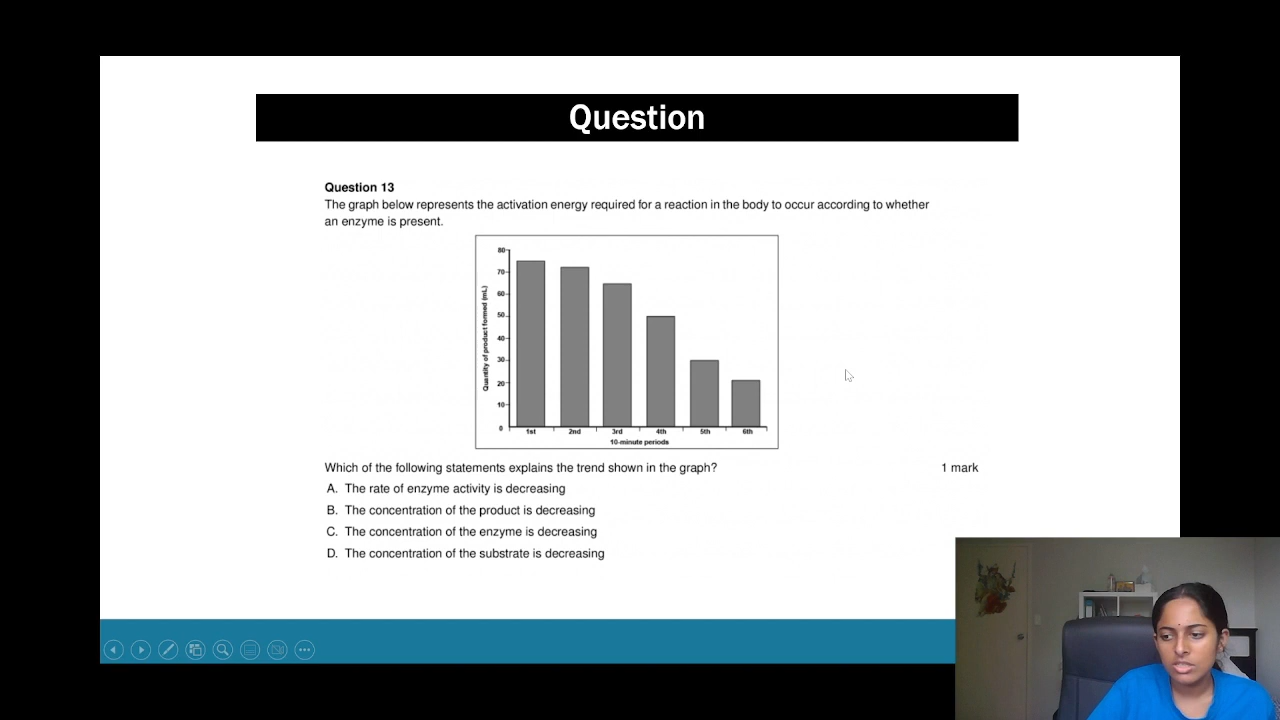 Question
Question 13
The graph below represents the activation energy required for a reaction in the body to occur according to whether
an enzyme is present.
Quantity of product formed (mL)
80
70
60
50
40
30
20
10
0
1st 2nd 3rd 4th 5th 6th
10-minute periods
Which of the following statements explains the trend shown in the graph? 1 mark
A. The rate of enzyme activity is decreasing
B. The concentration of the product is decreasing
C. The concentration of the enzyme is decreasing
D. The concentration of the substrate is decreasing